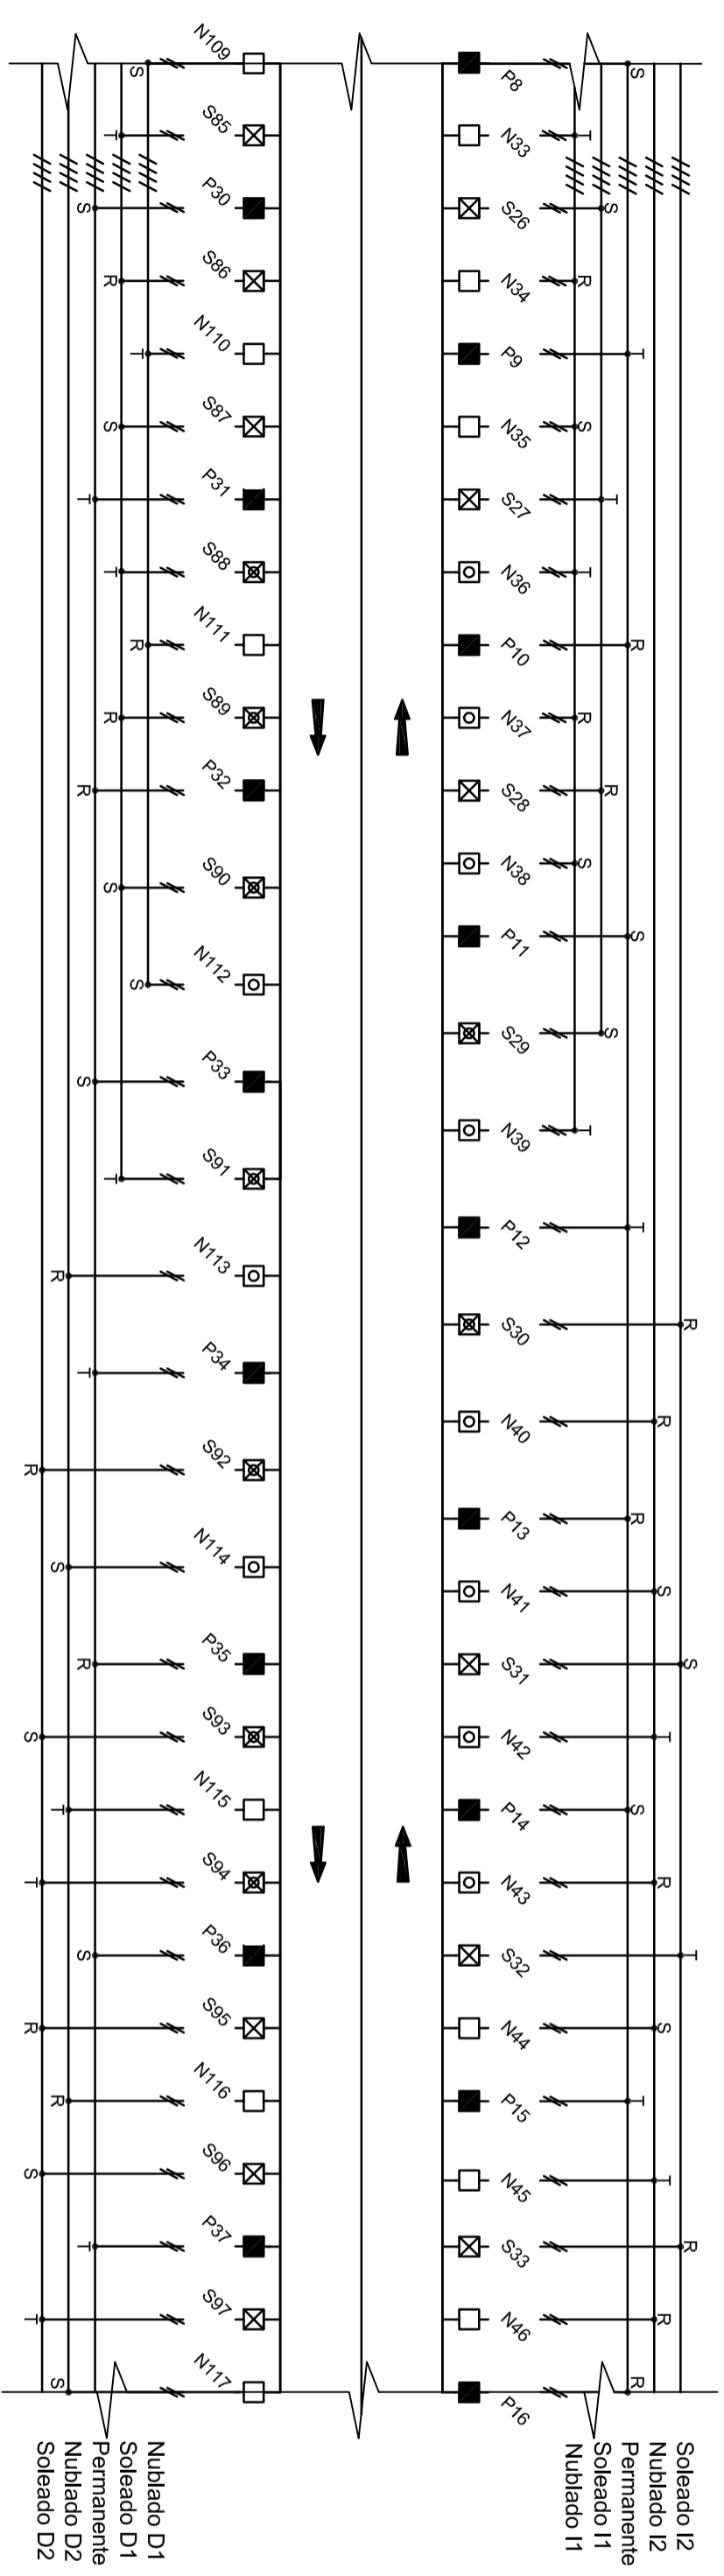 R S T R Soleado I2
R S T R S T R Nublado I2
S T R S T R S T R Permanente
S T R S Soleado I1
T R S T R S T Nublado I1
P8 N33 S26 N34 P9 N35 S27 N36 P10 N37 S28 N38 P11 S29 N39 P12 S30 N40 P13 N41 S31 N42 P14 N43 S32 N44 P15 N45 S33 N46 P16
N109 S85 P30 S86 N110 S87 P31 S88 N111 S89 P32 S90 N112 P33 S91 N113 P34 S92 N114 P35 S93 N115 S94 P36 S95 N116 S96 P37 S97 N117
S T R S Nublado D1
T R S T R S T Soleado D1
S T R S T R S T Permanente
R S T R S Nublado D2
R S T R S T Soleado D2